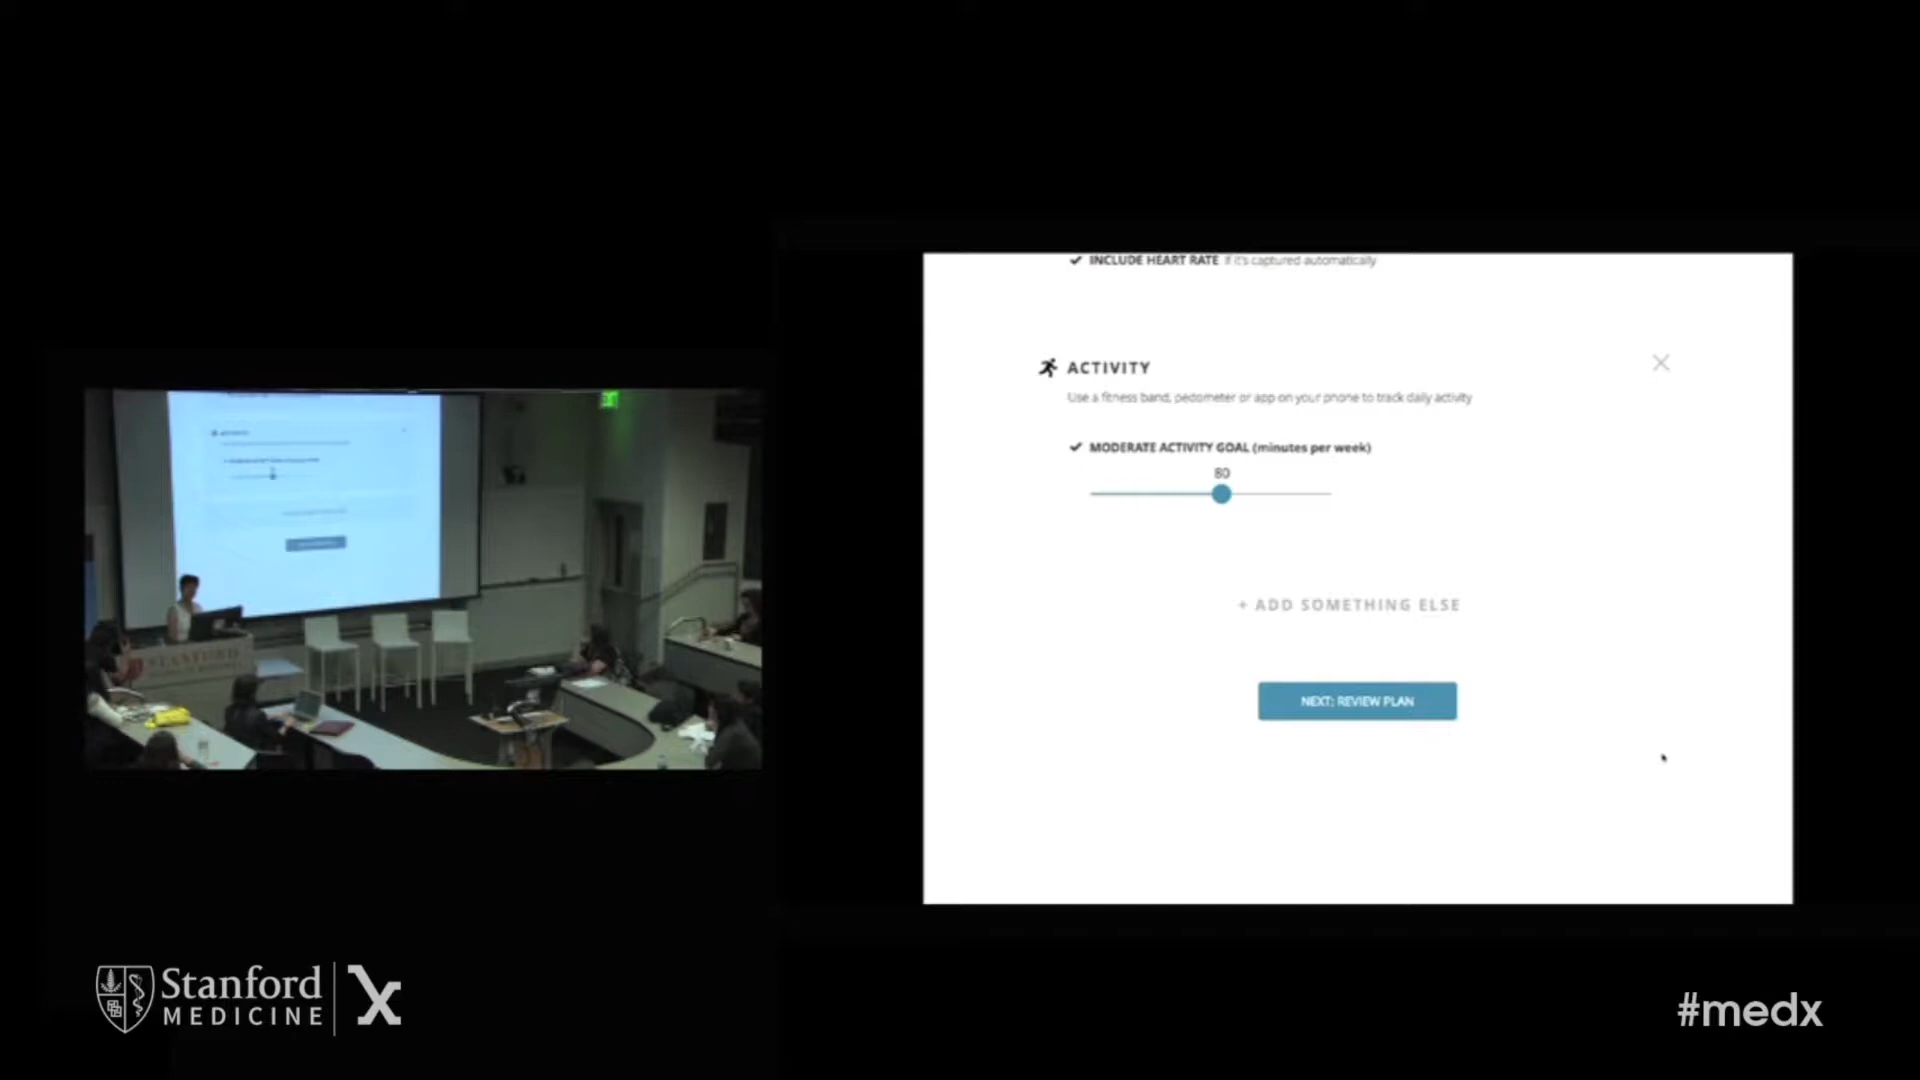 INCLUDE HEART RATE if it's captured automatically
ACTIVITY
Use a fitness band, pedometer or app on your phone to track daily activity
MODERATE ACTIVITY GOAL (minutes per week)
80
+ ADD SOMETHING ELSE
NEXT: REVIEW PLAN
STANFORD
Stanford
MEDICINE
X
#medx